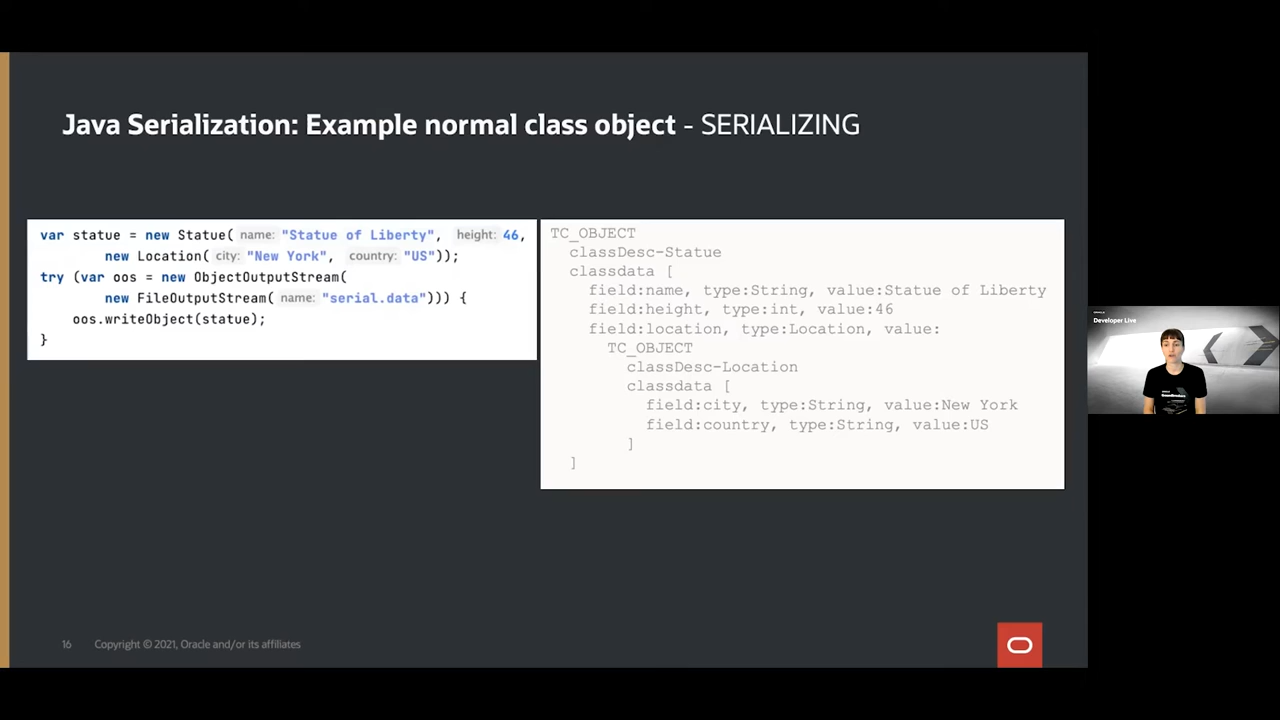 Java Serialization: Example normal class object - SERIALIZING
var statue = new Statue( name: "Statue of Liberty", height: 46,
new Location( city: "New York", country: "US"));
try (var oos = new ObjectOutputStream(
new FileOutputStream( name: "serial.data"))) {
oos.writeObject(statue);
}
TC_OBJECT
classDesc-Statue
classdata [
field:name, type:String, value:Statue of Liberty
field:height, type:int, value:46
field:location, type:Location, value:
TC_OBJECT
classDesc-Location
classdata [
field:city, type:String, value:New York
field:country, type:String, value:US
]
]
16 Copyright © 2021, Oracle and/or its affiliates
ORACLE
Developer Live